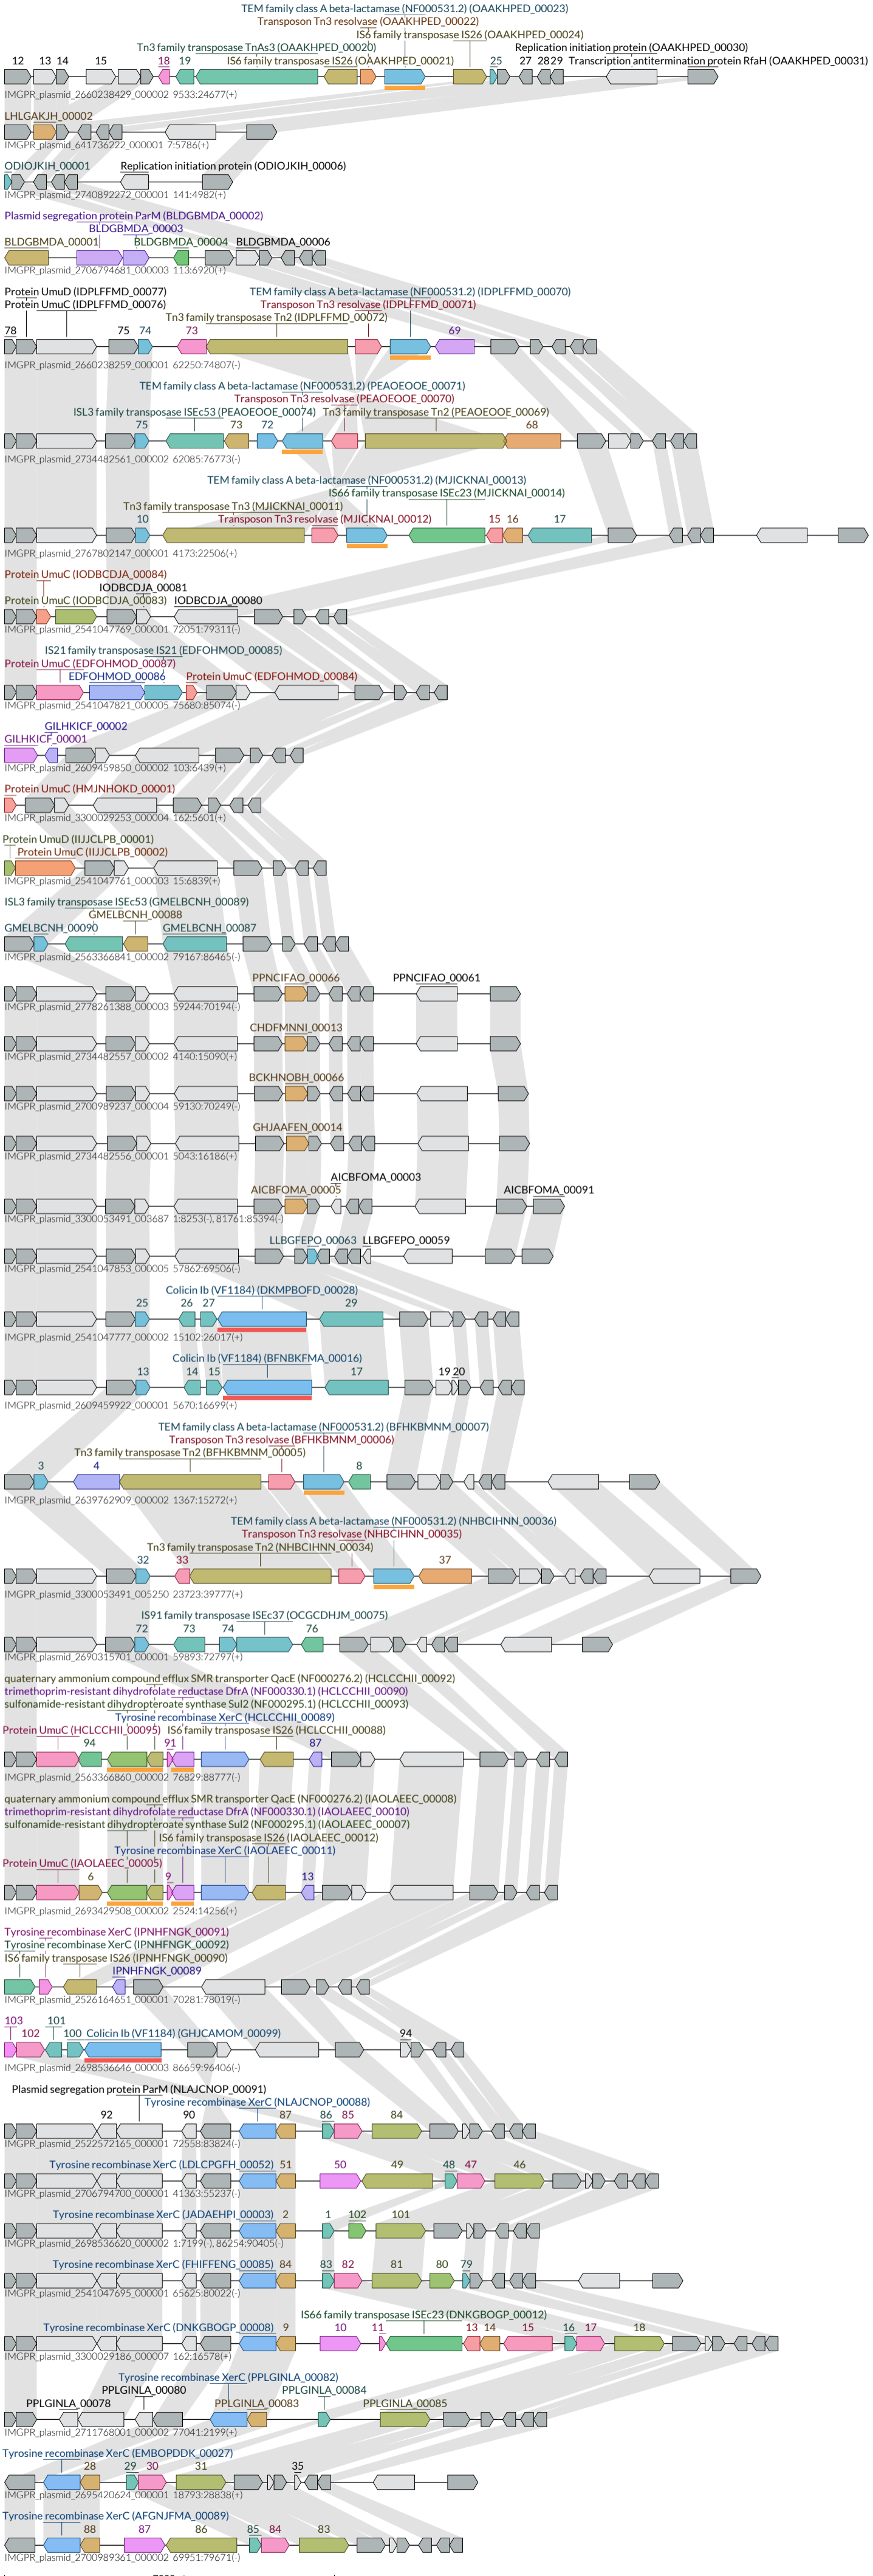 TEM family class A beta-lactamase (NF000531.2) (OAAKHPED_00023)
Transposon Tn3 resolvase (OAAKHPED_00022)
IS6 family transposase IS26 (OAAKHPED_00024)
Tn3 family transposase TnAs3 (OAAKHPED_00020)
Replication initiation protein (OAAKHPED_00030)
12 13 14 15 18 19 IS6 family transposase IS26 (OAAKHPED_00021) 25 27 28 29 Transcription antitermination protein RfaH (OAAKHPED_00031)
IMGPR_plasmid_2660238429_000002 9533:24677(+)
LHLGAKJH_00002
IMGPR_plasmid_641736222_000001 7:5786(+)
ODIOJKIH_00001 Replication initiation protein (ODIOJKIH_00006)
IMGPR_plasmid_2740892272_000001 141:4982(+)
Plasmid segregation protein ParM (BLDGBMDA_00002)
BLDGBMDA_00003
BLDGBMDA_00001 BLDGBMDA_00004 BLDGBMDA_00006
IMGPR_plasmid_2706794681_000003 113:6920(+)
Protein UmuD (IDPLFFMD_00077) TEM family class A beta-lactamase (NF000531.2) (IDPLFFMD_00070)
Protein UmuC (IDPLFFMD_00076) Transposon Tn3 resolvase (IDPLFFMD_00071)
Tn3 family transposase Tn2 (IDPLFFMD_00072)
78 75 74 73 69
IMGPR_plasmid_2660238259_000001 62250:74807(-)
TEM family class A beta-lactamase (NF000531.2) (PEAOEOOE_00071)
Transposon Tn3 resolvase (PEAOEOOE_00070)
ISL3 family transposase ISEc53 (PEAOEOOE_00074) Tn3 family transposase Tn2 (PEAOEOOE_00069)
75 73 72 68
IMGPR_plasmid_2734482561_000002 62085:76773(-)
TEM family class A beta-lactamase (NF000531.2) (MJICKNAI_00013)
IS66 family transposase ISEc23 (MJICKNAI_00014)
Tn3 family transposase Tn3 (MJICKNAI_00011)
10 Transposon Tn3 resolvase (MJICKNAI_00012) 15 16 17
IMGPR_plasmid_2767802147_000001 4173:22506(+)
Protein UmuC (IODBCDJA_00084)
IODBCDJA_00081
Protein UmuC (IODBCDJA_00083) IODBCDJA_00080
IMGPR_plasmid_2541047769_000001 72051:79311(-)
IS21 family transposase IS21 (EDFOHMOD_00085)
Protein UmuC (EDFOHMOD_00087)
EDFOHMOD_00086 Protein UmuC (EDFOHMOD_00084)
IMGPR_plasmid_2541047821_000005 75680:85074(-)
GILHKICF_00002
GILHKICF_00001
IMGPR_plasmid_2609459850_000002 103:6439(+)
Protein UmuC (HMJNHOKD_00001)
IMGPR_plasmid_3300029253_000004 162:5601(+)
Protein UmuD (IIJJCLPB_00001)
Protein UmuC (IIJJCLPB_00002)
IMGPR_plasmid_2541047761_000003 15:6839(+)
ISL3 family transposase ISEc53 (GMELBCNH_00089)
GMELBCNH_00088
GMELBCNH_00090 GMELBCNH_00087
IMGPR_plasmid_2563366841_000002 79167:86465(-)
PPNCIFAO_00066 PPNCIFAO_00061
IMGPR_plasmid_2778261388_000003 59244:70194(-)
CHDFMNNI_00013
IMGPR_plasmid_2734482557_000002 4140:15090(+)
BCKHNOBH_00066
IMGPR_plasmid_2700989237_000004 59130:70249(-)
GHJAAFEN_00014
IMGPR_plasmid_2734482556_000001 5043:16186(+)
AICBFOMA_00003
AICBFOMA_00005 AICBFOMA_00091
IMGPR_plasmid_3300053491_003687 1:8253(-), 81761:85394(-)
LLBGFEPO_00063 LLBGFEPO_00059
IMGPR_plasmid_2541047853_000005 57862:69506(-)
Colicin Ib (VF1184) (DKMPBOFD_00028)
25 26 27 29
IMGPR_plasmid_2541047777_000002 15102:26017(+)
Colicin Ib (VF1184) (BFNBKFMA_00016)
13 14 15 17 19 20
IMGPR_plasmid_2609459922_000001 5670:16699(+)
TEM family class A beta-lactamase (NF000531.2) (BFHKBMNM_00007)
Transposon Tn3 resolvase (BFHKBMNM_00006)
Tn3 family transposase Tn2 (BFHKBMNM_00005)
3 4 8
IMGPR_plasmid_2639762909_000002 1367:15272(+)
TEM family class A beta-lactamase (NF000531.2) (NHBCIHNN_00036)
Transposon Tn3 resolvase (NHBCIHNN_00035)
Tn3 family transposase Tn2 (NHBCIHNN_00034)
32 33 37
IMGPR_plasmid_3300053491_005250 23723:39777(+)
IS91 family transposase ISEc37 (OCGCDHJM_00075)
72 73 74 76
IMGPR_plasmid_2690315701_000001 59893:72797(+)
quaternary ammonium compound efflux SMR transporter QacE (NF000276.2) (HCLCCHII_00092)
trimethoprim-resistant dihydrofolate reductase DfrA (NF000330.1) (HCLCCHII_00090)
sulfonamide-resistant dihydropteroate synthase Sul2 (NF000295.1) (HCLCCHII_00093)
Tyrosine recombinase XerC (HCLCCHII_00089)
Protein UmuC (HCLCCHII_00095) IS6 family transposase IS26 (HCLCCHII_00088)
94 91 87
IMGPR_plasmid_2563366860_000002 76829:88777(-)
quaternary ammonium compound efflux SMR transporter QacE (NF000276.2) (IAOLAEEC_00008)
trimethoprim-resistant dihydrofolate reductase DfrA (NF000330.1) (IAOLAEEC_00010)
sulfonamide-resistant dihydropteroate synthase Sul2 (NF000295.1) (IAOLAEEC_00007)
IS6 family transposase IS26 (IAOLAEEC_00012)
Tyrosine recombinase XerC (IAOLAEEC_00011)
Protein UmuC (IAOLAEEC_00005)
6 9 13
IMGPR_plasmid_2693429508_000002 2524:14256(+)
Tyrosine recombinase XerC (IPNHFNGK_00091)
Tyrosine recombinase XerC (IPNHFNGK_00092)
IS6 family transposase IS26 (IPNHFNGK_00090)
IPNHFNGK_00089
IMGPR_plasmid_2526164651_000001 70281:78019(-)
103 101
102 100 Colicin Ib (VF1184) (GHJCAMOM_00099) 94
IMGPR_plasmid_2698536646_000003 86659:96406(-)
Plasmid segregation protein ParM (NLAJCNOP_00091)
Tyrosine recombinase XerC (NLAJCNOP_00088)
92 90 87 86 85 84
IMGPR_plasmid_2522572165_000001 72558:83824(-)
Tyrosine recombinase XerC (LDLCPGFH_00052) 51 50 49 48 47 46
IMGPR_plasmid_2706794700_000001 41363:55237(-)
Tyrosine recombinase XerC (JADAEHPI_00003) 2 1 102 101
IMGPR_plasmid_2698536620_000002 1:7199(-), 86254:90405(-)
Tyrosine recombinase XerC (FHIFFENG_00085) 84 83 82 81 80 79
IMGPR_plasmid_2541047695_000001 65625:80022(-)
IS66 family transposase ISEc23 (DNKGBOGP_00012)
Tyrosine recombinase XerC (DNKGBOGP_00008) 9 10 11 13 14 15 16 17 18
IMGPR_plasmid_3300029186_000007 162:16578(+)
Tyrosine recombinase XerC (PPLGINLA_00082)
PPLGINLA_00080 PPLGINLA_00084
PPLGINLA_00078 PPLGINLA_00083 PPLGINLA_00085
IMGPR_plasmid_2711768001_000002 77041:2199(+)
Tyrosine recombinase XerC (EMBOPDDK_00027)
28 29 30 31 35
IMGPR_plasmid_2695420624_000001 18793:28838(+)
Tyrosine recombinase XerC (AFGNJFMA_00089)
88 87 86 85 84 83
IMGPR_plasmid_2700989361_000002 69951:79671(-)